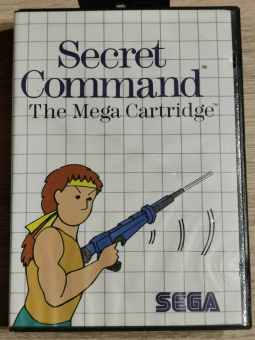 Secret
Command™
The Mega Cartridge™
SEGA